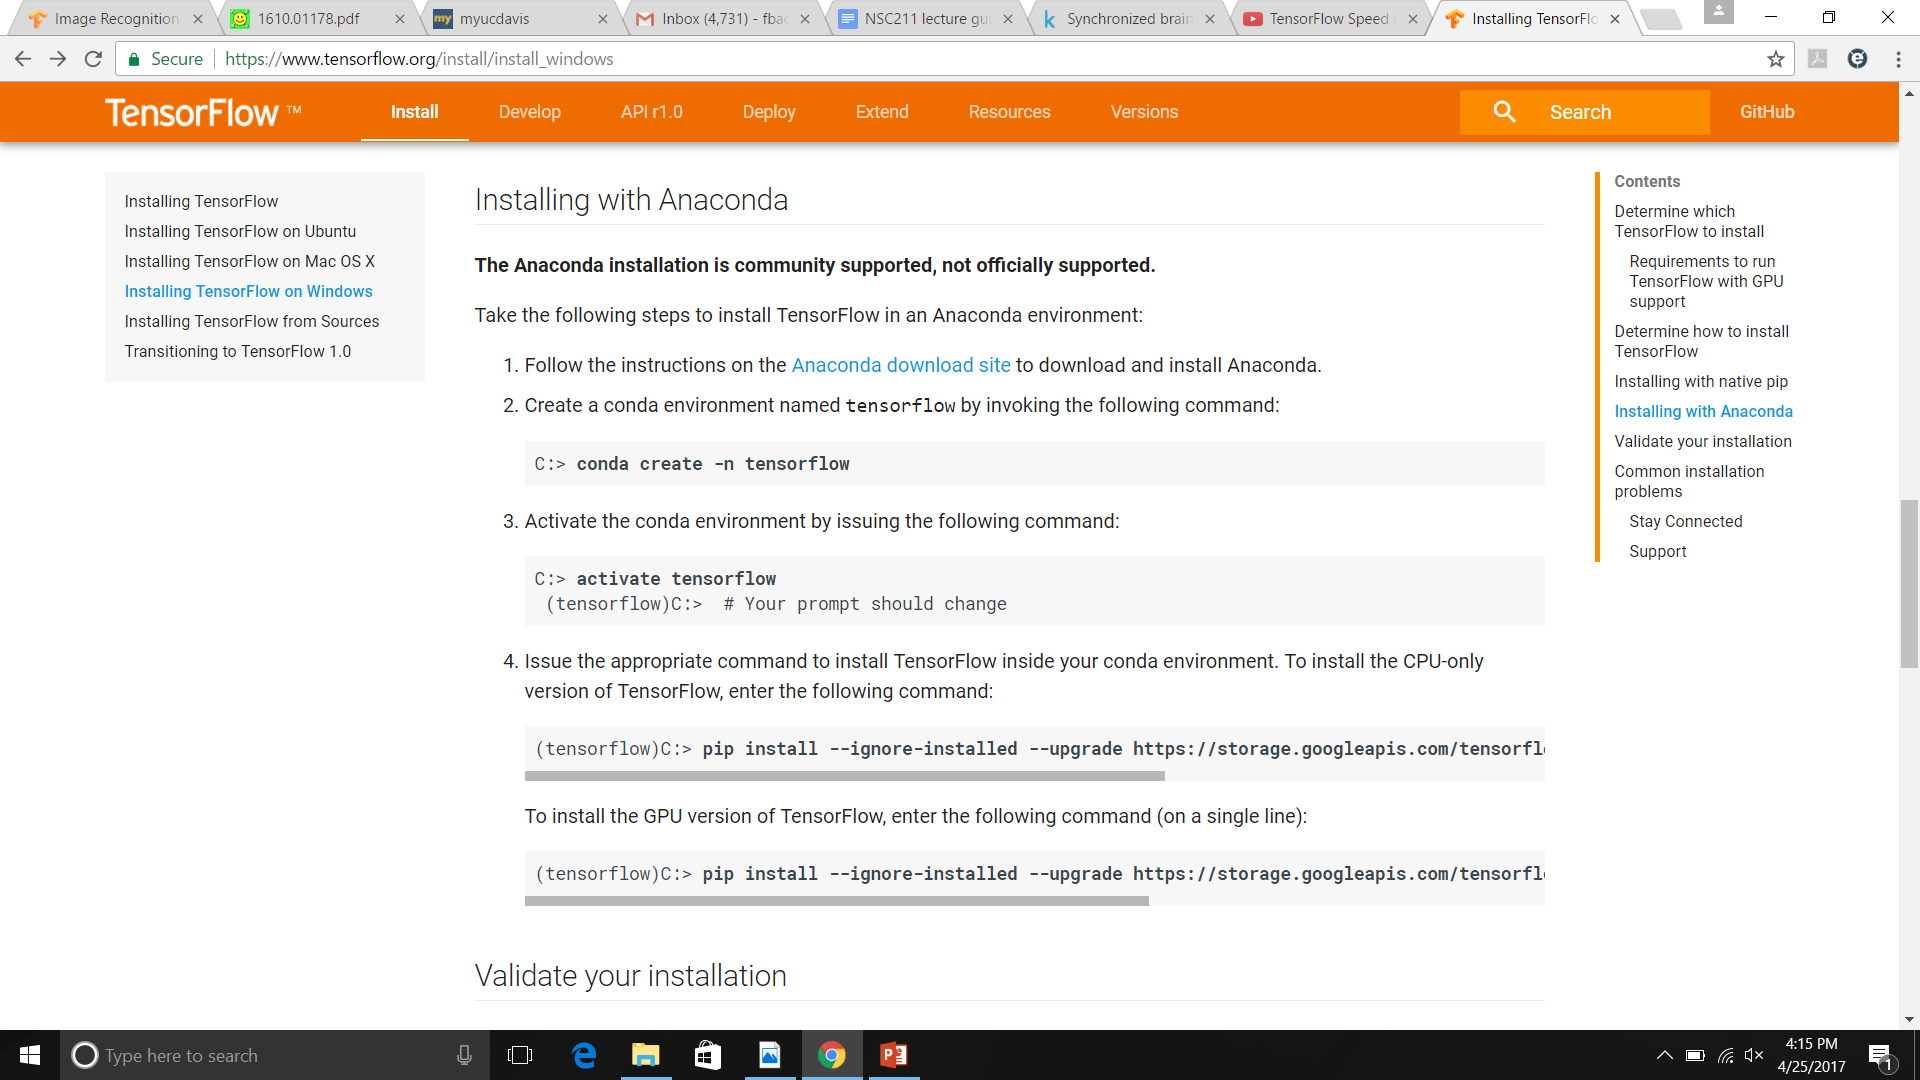 Image Recognition
1610.01178.pdf
myucdavis
Inbox (4,731) - fbac
NSC211 lecture gu
Synchronized brain
TensorFlow Speed
Installing TensorFlo
Secure
https://www.tensorflow.org/install/install_windows
TensorFlow ™
Install
Develop
API r1.0
Deploy
Extend
Resources
Versions
Search
GitHub
Installing TensorFlow
Installing TensorFlow on Ubuntu
Installing TensorFlow on Mac OS X
Installing TensorFlow on Windows
Installing TensorFlow from Sources
Transitioning to TensorFlow 1.0
Installing with Anaconda
The Anaconda installation is community supported, not officially supported.
Take the following steps to install TensorFlow in an Anaconda environment:
1. Follow the instructions on the Anaconda download site to download and install Anaconda.
2. Create a conda environment named tensorflow by invoking the following command:
C:> conda create -n tensorflow
3. Activate the conda environment by issuing the following command:
C:> activate tensorflow
(tensorflow)C:>  # Your prompt should change
4. Issue the appropriate command to install TensorFlow inside your conda environment. To install the CPU-only
version of TensorFlow, enter the following command:
(tensorflow)C:> pip install --ignore-installed --upgrade https://storage.googleapis.com/tensorfl
To install the GPU version of TensorFlow, enter the following command (on a single line):
(tensorflow)C:> pip install --ignore-installed --upgrade https://storage.googleapis.com/tensorfl
Validate your installation
Contents
Determine which
TensorFlow to install
Requirements to run
TensorFlow with GPU
support
Determine how to install
TensorFlow
Installing with native pip
Installing with Anaconda
Validate your installation
Common installation
problems
Stay Connected
Support
Type here to search
4:15 PM
4/25/2017
1